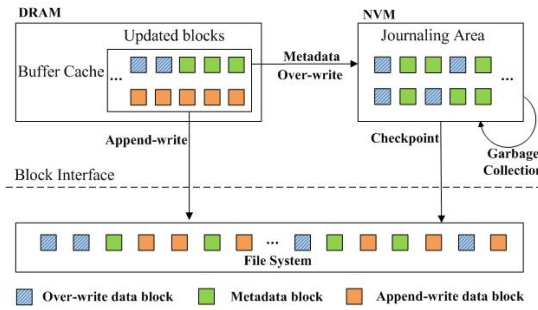 DRAM
NVM
Updated blocks
Journaling Area
Buffer Cache
...
Metadata
Over-write
...
Append-write
Checkpoint
Garbage
Collection
Block Interface
...
File System
Over-write data block
Metadata block
Append-write data block